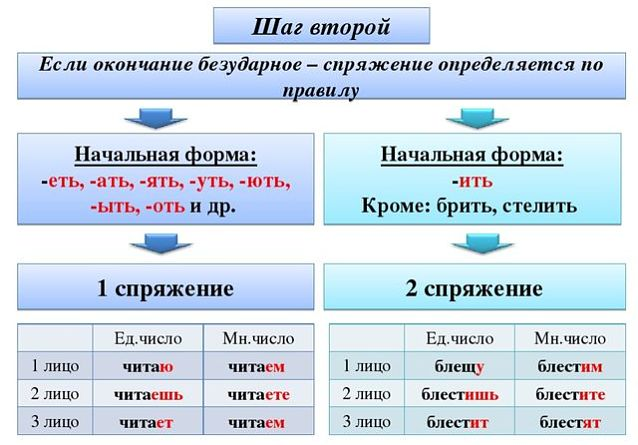 Шаг второй
Если окончание безударное – спряжение определяется по
правилу
Начальная форма:
-еть, -ать, -ять, -уть, -ють,
-ыть, -оть и др.
Начальная форма:
-ить
Кроме: брить, стелить
1 спряжение
2 спряжение
Ед.число Мн.число
1 лицо читаю читаем
2 лицо читаешь читаете
3 лицо читает читаем
Ед.число Мн.число
1 лицо блещу блестим
2 лицо блестишь блестите
3 лицо блестит блестят